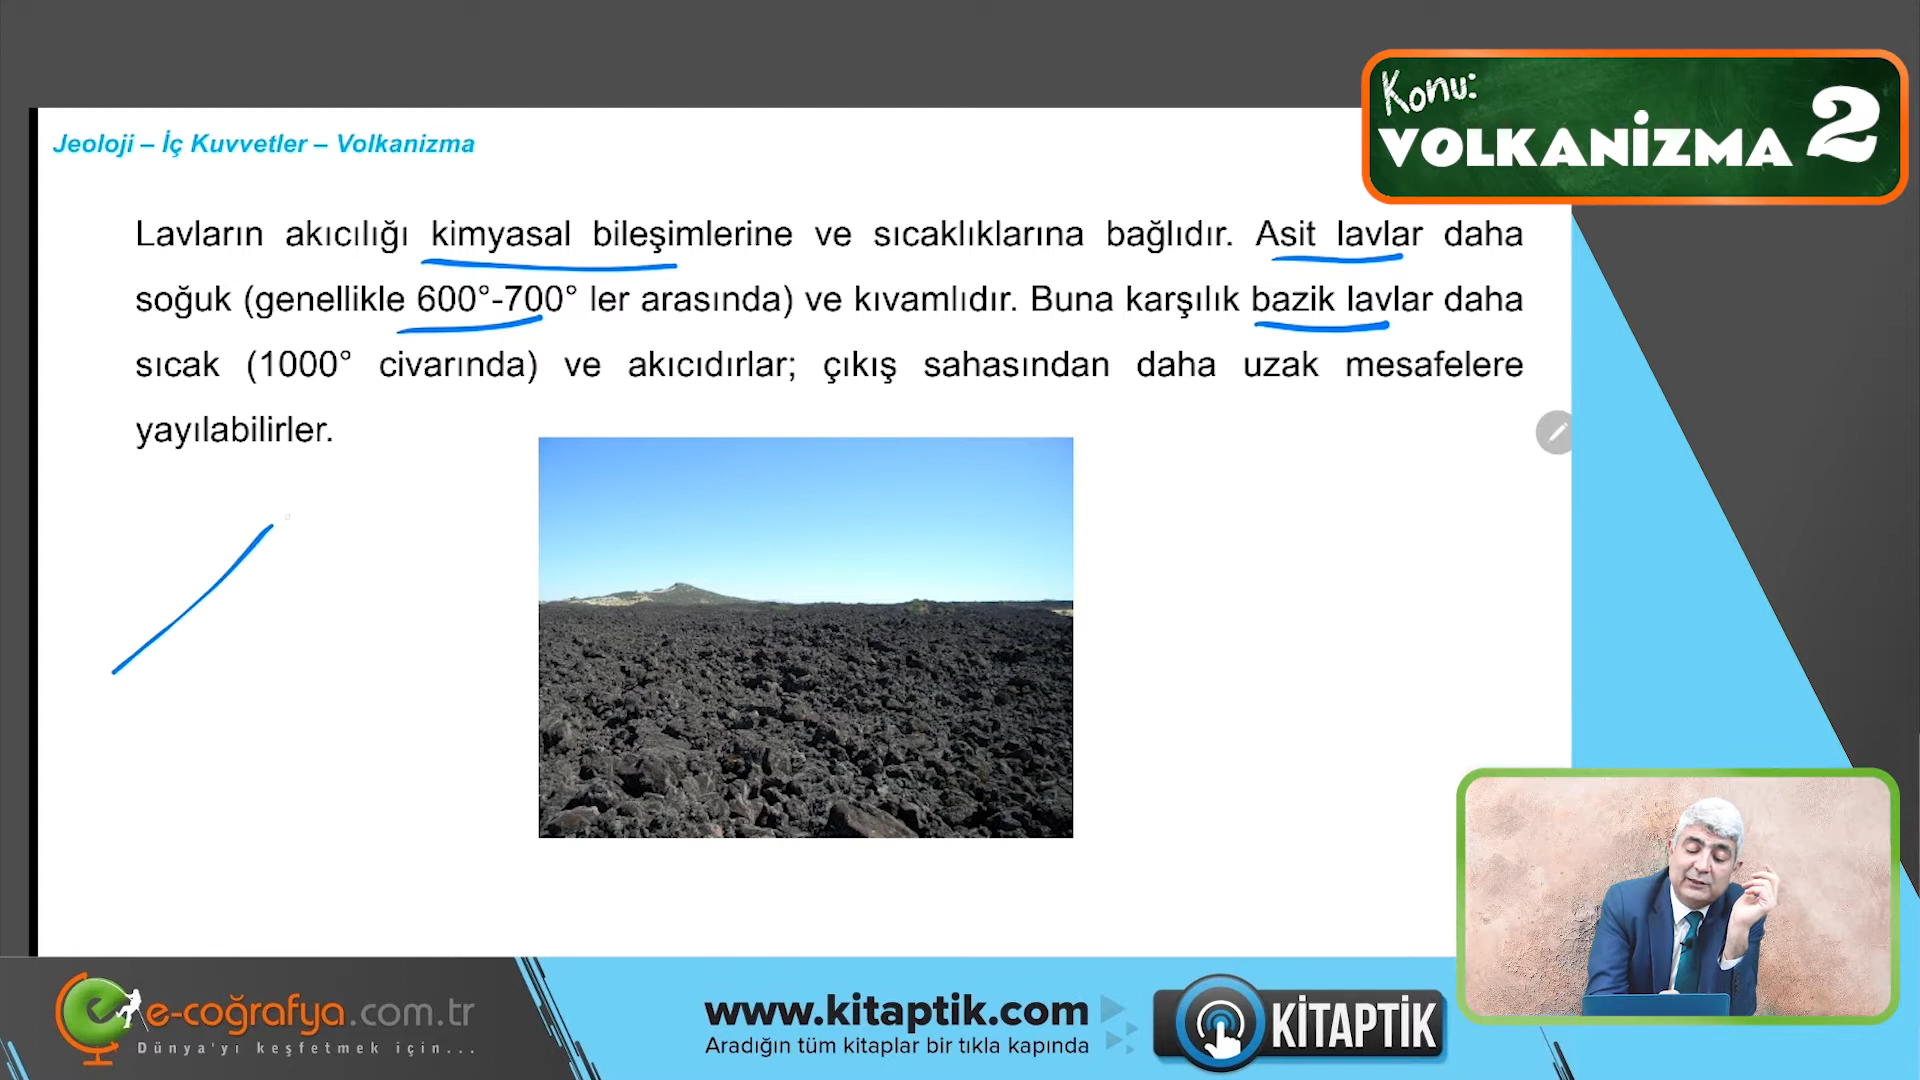 Konu:
VOLKANİZMA 2
Jeoloji – İç Kuvvetler – Volkanizma
Lavların akıcılığı kimyasal bileşimlerine ve sıcaklıklarına bağlıdır. Asit lavlar daha
soğuk (genellikle 600°-700° ler arasında) ve kıvamlıdır. Buna karşılık bazik lavlar daha
sıcak (1000° civarında) ve akıcıdırlar; çıkış sahasından daha uzak mesafelere
yayılabilirler.
e-coğrafya.com.tr
Dünya'yı keşfetmek için...
www.kitaptik.com
Aradığın tüm kitaplar bir tıkla kapında
KİTAPTİK